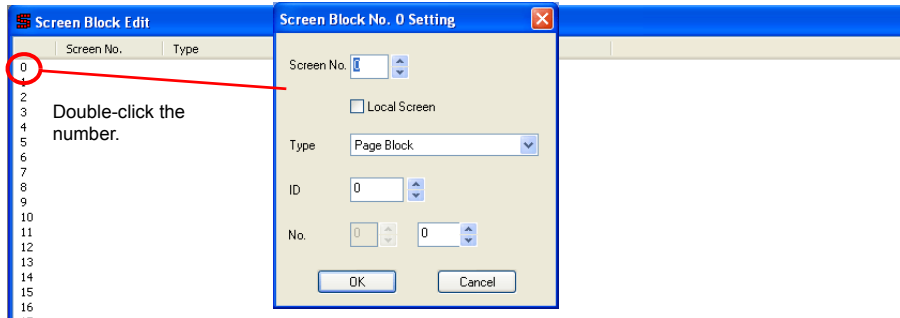 Screen Block Edit
Screen No. Type
0
1
2
3
4
5
6
7
8
9
10
11
12
13
14
15
16
Double-click the
number.
Screen Block No. 0 Setting
Screen No. 0
Local Screen
Type Page Block
ID 0
No. 0 0
OK Cancel